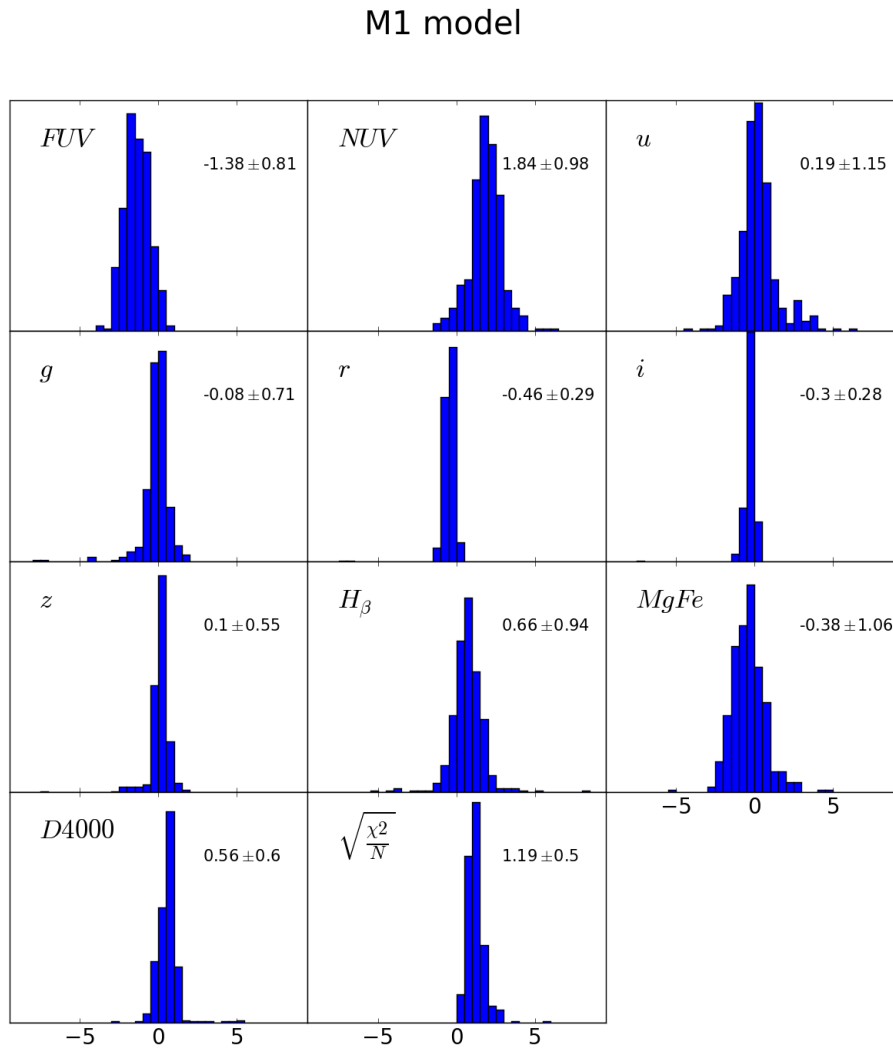 M1 model
FUV
-1.38±0.81
NUV
1.84±0.98
u
0.19±1.15
g
-0.08±0.71
r
-0.46±0.29
i
-0.3±0.28
z
0.1±0.55
H_β
0.66±0.94
MgFe
-0.38±1.06
−5 0 5
D4000
0.56±0.6
√(χ2/N)
1.19±0.5
−5 0 5 −5 0 5